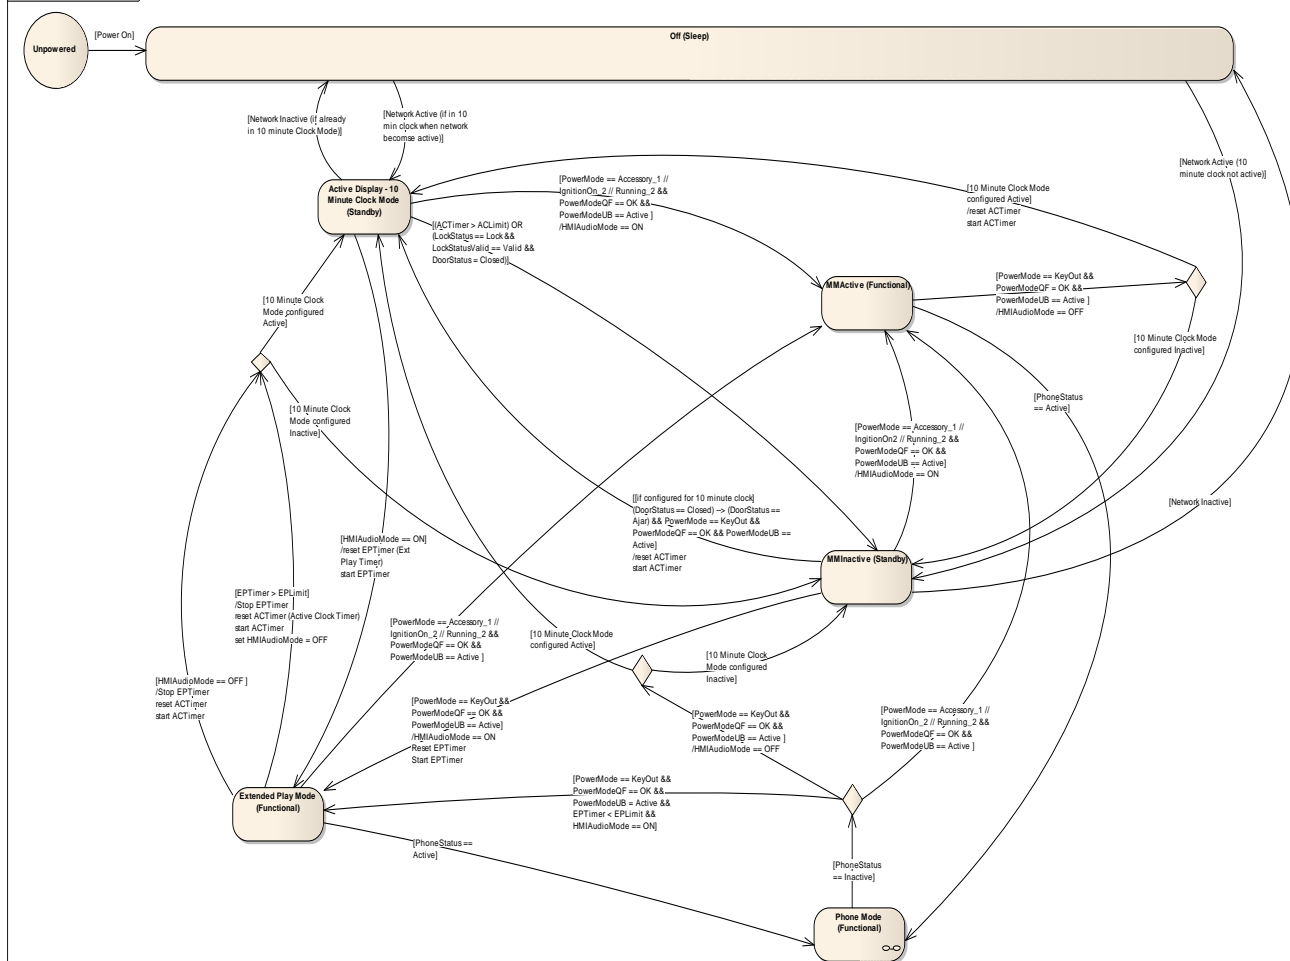 Off (Sleep)
Unpowered
[Power On]
[Network Inactive (if already
in 10 minute Clock Mode)]
[Network Active (if in 10
min clock when network
becomse active)]
[Network Active (10
minute clock not active)]
Active Display - 10
Minute Clock Mode
(Standby)
[PowerMode == Accessory_1 //
IgnitionOn_2 // Running_2 &&
PowerModeQF = OK &&
PowerModeUB == Active ]
/HMIAudioMode == ON
[10 Minute Clock Mode
configured Active]
/reset ACTimer
start ACTimer
[(ACTimer > ACLimit) OR
(LockStatus == Lock &&
LockStatusValid == Valid &&
DoorStatus = Closed)]
MMActive (Functional)
[PowerMode == KeyOut &&
PowerModeQF = OK &&
PowerModeUB == Active ]
/HMIAudioMode == OFF
[10 Minute Clock
Mode configured
Active]
[10 Minute Clock Mode
configured Inactive]
[10 Minute Clock
Mode configured
Inactive]
[PhoneStatus
== Active]
[PowerMode == Accessory_1 //
IngitionOn2 // Running_2 &&
PowerModeQF == OK &&
PowerModeUB == Active]
/HMIAudioMode == ON
[[if configured for 10 minute clock]
(DoorStatus == Closed) --> (DoorStatus ==
Ajar) && PowerMode == KeyOut &&
PowerModeQF == OK && PowerModeUB ==
Active]
/reset ACTimer
start ACTimer
[Network Inactive]
[HMIAudioMode == ON]
/reset EPTimer (Ext
Play Timer)
start EPTimer
MMInactive (Standby)
[EPTimer > EPLimit]
/Stop EPTimer
reset ACTimer (Active Clock Timer)
start ACTimer
set HMIAudioMode = OFF
[PowerMode == Accessory_1 //
IgnitionOn_2 // Running_2 &&
PowerModeQF == OK &&
PowerModeUB == Active ]
[10 Minute Clock Mode
configured Active]
[10 Minute Clock
Mode configured
Inactive]
[HMIAudioMode == OFF ]
/Stop EPTimer
reset ACTimer
start ACTimer
[PowerMode == KeyOut &&
PowerModeQF == OK &&
PowerModeUB == Active]
/HMIAudioMode == ON
Reset EPTimer
Start EPTimer
[PowerMode == KeyOut &&
PowerModeQF == OK &&
PowerModeUB == Active ]
/HMIAudioMode == OFF
[PowerMode == Accessory_1 //
IgnitionOn_2 // Running_2 &&
PowerModeQF == OK &&
PowerModeUB == Active ]
Extended Play Mode
(Functional)
[PowerMode == KeyOut &&
PowerModeQF == OK &&
PowerModeUB = Active &&
EPTimer < EPLimit &&
HMIAudioMode == ON]
[PhoneStatus ==
Active]
[PhoneStatus
== Inactive]
Phone Mode
(Functional)